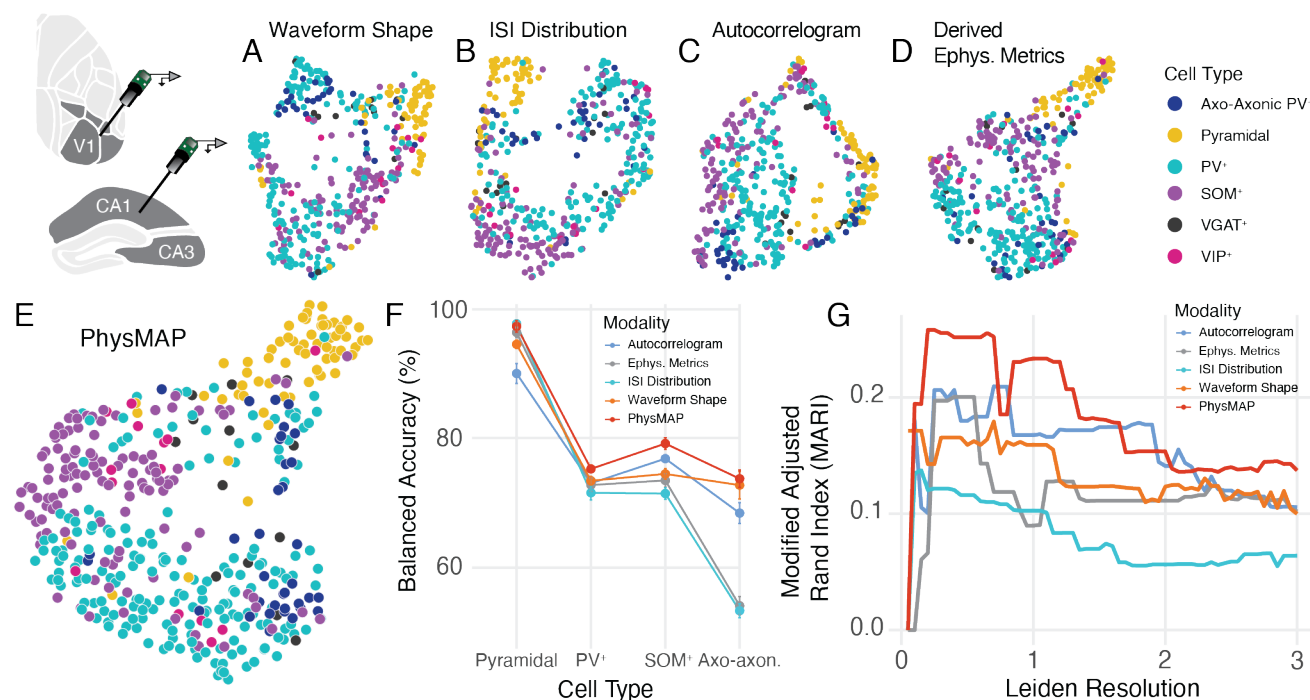 V1
CA1
CA3
A
Waveform Shape
B
ISI Distribution
C
Autocorrelogram
D
Derived
Ephys. Metrics
Cell Type
Axo-Axonic PV
Pyramidal
PV⁺
SOM⁺
VGAT⁺
VIP⁺
E
PhysMAP
F
Balanced Accuracy (%)
100
80
60
Modality
Autocorrelogram
Ephys. Metrics
ISI Distribution
Waveform Shape
PhysMAP
Pyramidal
PV⁺
SOM⁺
Axo-axon.
Cell Type
G
Modified Adjusted
Rand Index (MARI)
0.2
0.1
0.0
Modality
Autocorrelogram
Ephys. Metrics
ISI Distribution
Waveform Shape
PhysMAP
0
1
2
3
Leiden Resolution